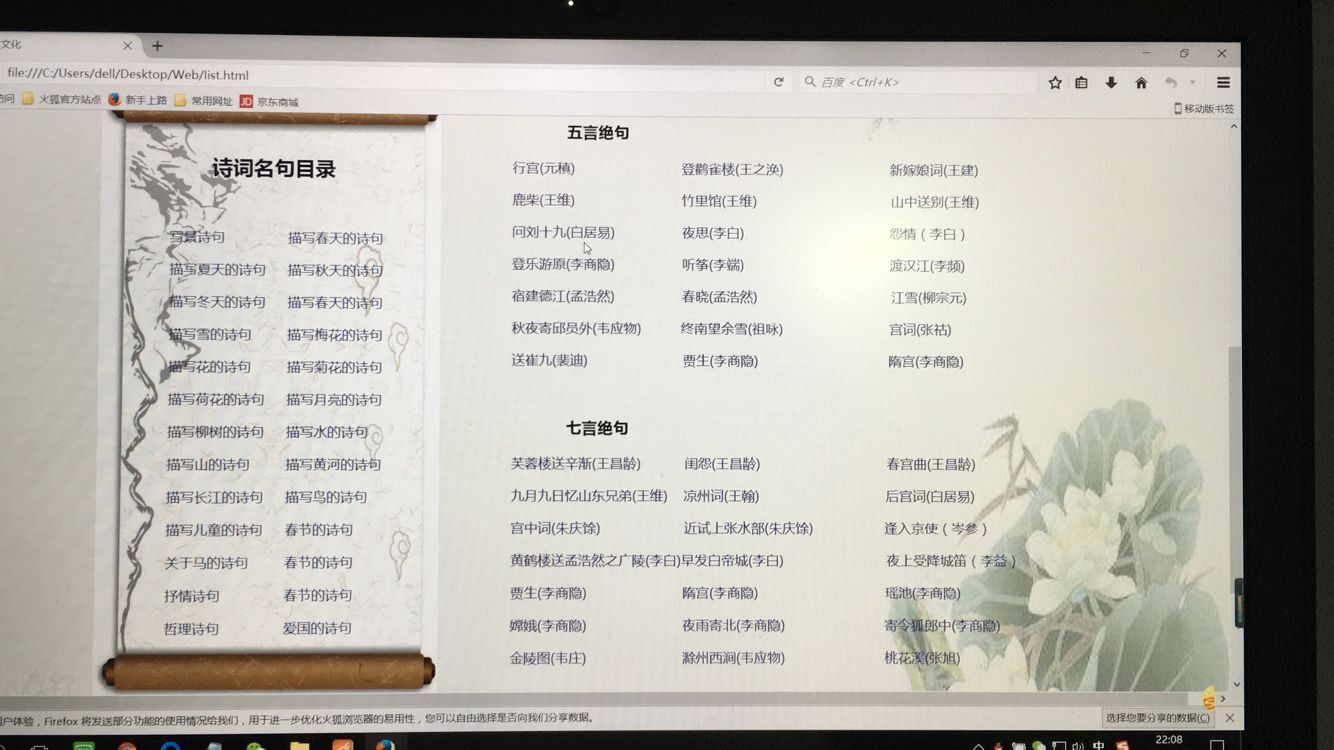 文化
file:///C:/Users/dell/Desktop/Web/list.html
百度 <Ctrl+K>
火狐官方站点 新手上路 常用网址 JD 京东商城
移动版书签
诗词名句目录
写景诗句 描写春天的诗句
描写夏天的诗句 描写秋天的诗句
描写冬天的诗句 描写春天的诗句
描写雪的诗句 描写梅花的诗句
描写花的诗句 描写菊花的诗句
描写荷花的诗句 描写月亮的诗句
描写柳树的诗句 描写水的诗句
描写山的诗句 描写黄河的诗句
描写长江的诗句 描写鸟的诗句
描写儿童的诗句 春节的诗句
关于马的诗句 春节的诗句
抒情诗句 春节的诗句
哲理诗句 爱国的诗句
五言绝句
行宫(元稹) 登鹳雀楼(王之涣) 新嫁娘词(王建)
鹿柴(王维) 竹里馆(王维) 山中送别(王维)
问刘十九(白居易) 夜思(李白) 怨情（李白）
登乐游原(李商隐) 听筝(李端) 渡汉江(李频)
宿建德江(孟浩然) 春晓(孟浩然) 江雪(柳宗元)
秋夜寄邱员外(韦应物) 终南望余雪(祖咏) 宫词(张祜)
送崔九(裴迪) 贾生(李商隐) 隋宫(李商隐)
七言绝句
芙蓉楼送辛渐(王昌龄) 闺怨(王昌龄) 春宫曲(王昌龄)
九月九日忆山东兄弟(王维) 凉州词(王翰) 后宫词(白居易)
宫中词(朱庆馀) 近试上张水部(朱庆馀) 逢入京使（岑参）
黄鹤楼送孟浩然之广陵(李白) 早发白帝城(李白) 夜上受降城笛（李益）
贾生(李商隐) 隋宫(李商隐) 瑶池(李商隐)
嫦娥(李商隐) 夜雨寄北(李商隐) 寄令狐郎中(李商隐)
金陵图(韦庄) 滁州西涧(韦应物) 桃花溪(张旭)
户体验，Firefox 将发送部分功能的使用情况给我们，用于进一步优化火狐浏览器的易用性，您可以自由选择是否向我们分享数据。
选择您要分享的数据(C)
中
22:08